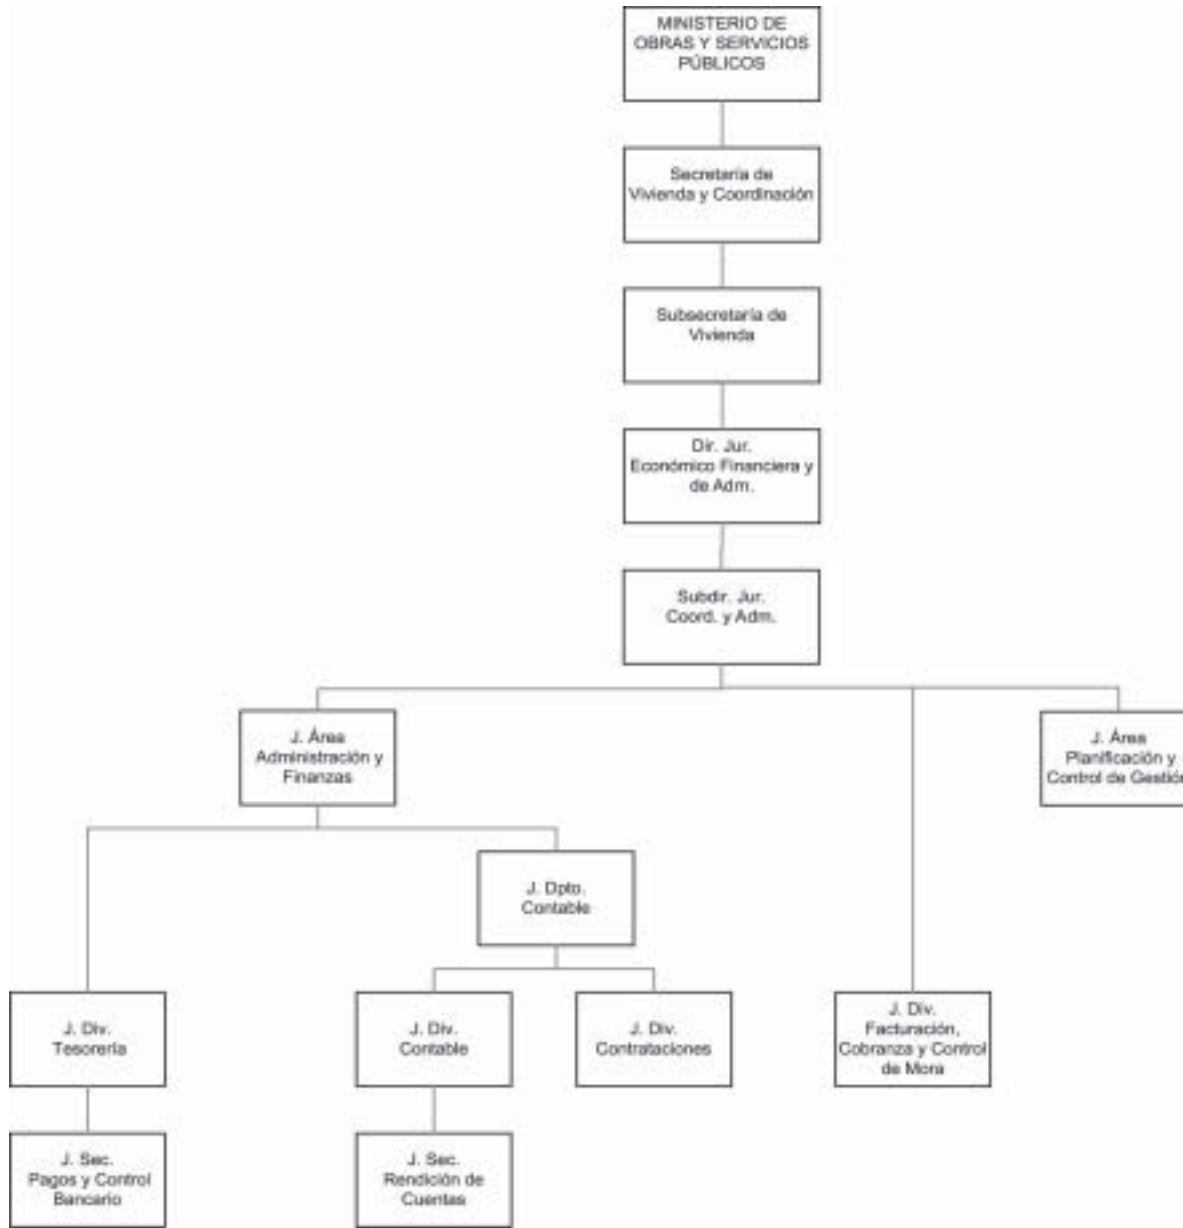 MINISTERIO DE
OBRAS Y SERVICIOS
PÚBLICOS
Secretaría de
Vivienda y Coordinación
Subsecretaría de
Vivienda
Dir. Jur.
Económico Financiera y
de Adm.
Subdir. Jur.
Coord. y Adm.
J. Área
Administración y
Finanzas
J. Área
Planificación y
Control de Gestión
J. Dpto.
Contable
J. Div.
Tesorería
J. Div.
Contable
J. Div.
Contrataciones
J. Div.
Facturación,
Cobranza y Control
de Mora
J. Sec.
Pagos y Control
Bancario
J. Sec.
Rendición de
Cuentas